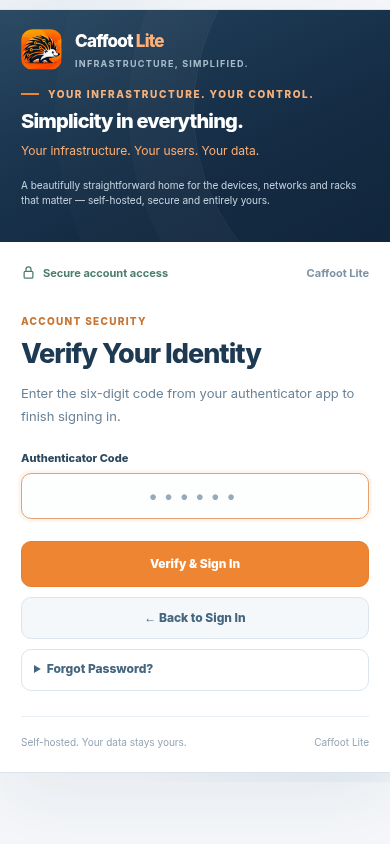 Caffoot Lite
INFRASTRUCTURE, SIMPLIFIED.
YOUR INFRASTRUCTURE. YOUR CONTROL.
Simplicity in everything.
Your infrastructure. Your users. Your data.
A beautifully straightforward home for the devices, networks and racks
that matter — self-hosted, secure and entirely yours.
Secure account access
Caffoot Lite
ACCOUNT SECURITY
Verify Your Identity
Enter the six-digit code from your authenticator app to
finish signing in.
Authenticator Code
••••••
Verify & Sign In
← Back to Sign In
▶ Forgot Password?
Self-hosted. Your data stays yours.
Caffoot Lite